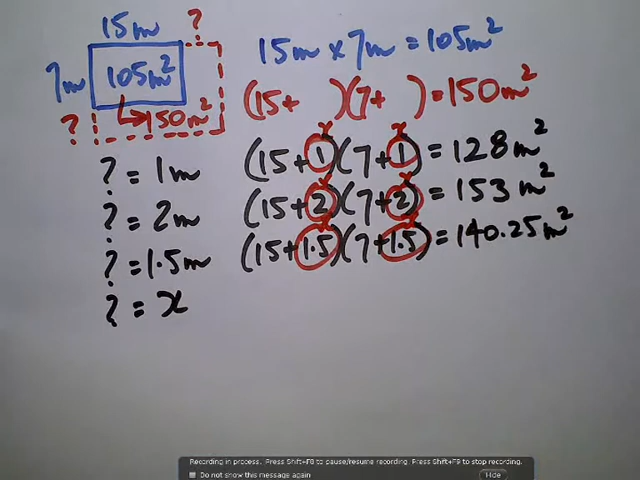 15m ?
15m x 7m = 105m²
7m 105m²
? 150m²
(15+ )(7+ ) = 150m²
x x
? = 1m (15+1)(7+1) = 128m²
x x
? = 2m (15+2)(7+2) = 153m²
x x
? = 1.5m (15+1.5)(7+1.5) = 140.25m²
? = x
Recording in process. Press Shift+F8 to pause/resume recording. Press Shift+F9 to stop recording.
Do not show this message again Hide